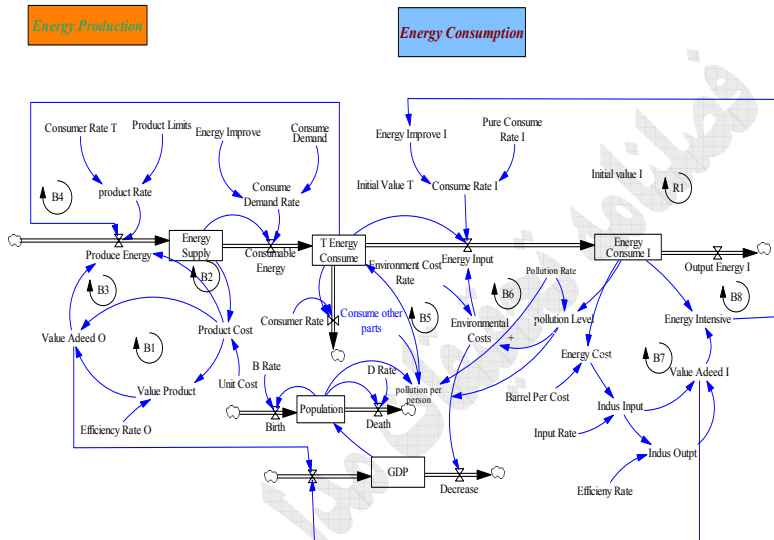 Energy Production
Energy Consumption
Consumer Rate T
Product Limits
Energy Improve
Consume
Demand
Energy Improve I
Pure Consume
Rate I
B4
product Rate
Consume
Demand Rate
Initial Value T
Consume Rate I
Initial value I
R1
Produce Energy
Energy
Supply
Consumable
Energy
T Energy
Consume
Energy Input
Energy
Consume I
Output Energy I
B3
B2
Environment Cost
Rate
B6
Pollution Rate
B8
Value Adeed O
B1
Product Cost
Consumer Rate
Consume other
parts
B5
Environmental
Costs
+
pollution Level
Energy Intensive
Energy Cost
B7
Value Adeed I
Value Product
Unit Cost
B Rate
D Rate
pollution per
person
Barrel Per Cost
Efficiency Rate O
Birth
Population
Death
Indus Input
Input Rate
Indus Outpt
GDP
Decrease
Efficieny Rate